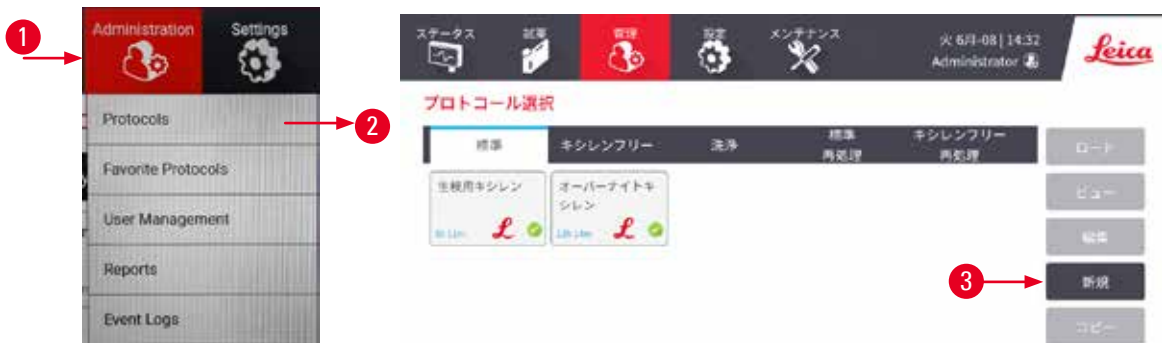 1
Administration
Settings
Protocols
2
Favorite Protocols
User Management
Reports
Event Logs
ステータス
試薬
管理
設定
メンテナンス
火 6月-08 | 14:32
Administrator
Leica
プロトコール選択
標準
キシレンフリー
洗浄
標準
再処理
キシレンフリー
再処理
生検用キシレン
オーバーナイトキ
シレン
ロード
ビュー
編集
3
新規
コピー